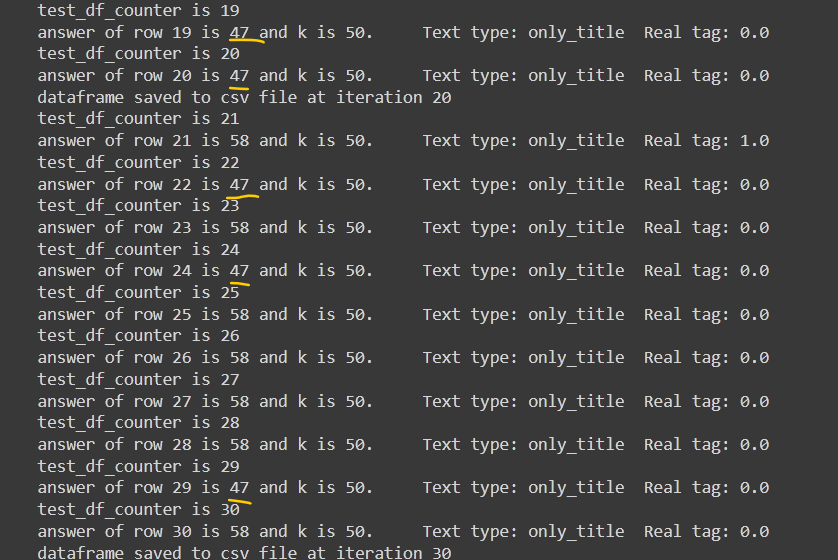 test_df_counter is 19
answer of row 19 is 47 and k is 50. Text type: only_title Real tag: 0.0
test_df_counter is 20
answer of row 20 is 47 and k is 50. Text type: only_title Real tag: 0.0
dataframe saved to csv file at iteration 20
test_df_counter is 21
answer of row 21 is 58 and k is 50. Text type: only_title Real tag: 1.0
test_df_counter is 22
answer of row 22 is 47 and k is 50. Text type: only_title Real tag: 0.0
test_df_counter is 23
answer of row 23 is 58 and k is 50. Text type: only_title Real tag: 0.0
test_df_counter is 24
answer of row 24 is 47 and k is 50. Text type: only_title Real tag: 0.0
test_df_counter is 25
answer of row 25 is 58 and k is 50. Text type: only_title Real tag: 0.0
test_df_counter is 26
answer of row 26 is 58 and k is 50. Text type: only_title Real tag: 0.0
test_df_counter is 27
answer of row 27 is 58 and k is 50. Text type: only_title Real tag: 0.0
test_df_counter is 28
answer of row 28 is 58 and k is 50. Text type: only_title Real tag: 0.0
test_df_counter is 29
answer of row 29 is 47 and k is 50. Text type: only_title Real tag: 0.0
test_df_counter is 30
answer of row 30 is 58 and k is 50. Text type: only_title Real tag: 0.0
dataframe saved to csv file at iteration 30